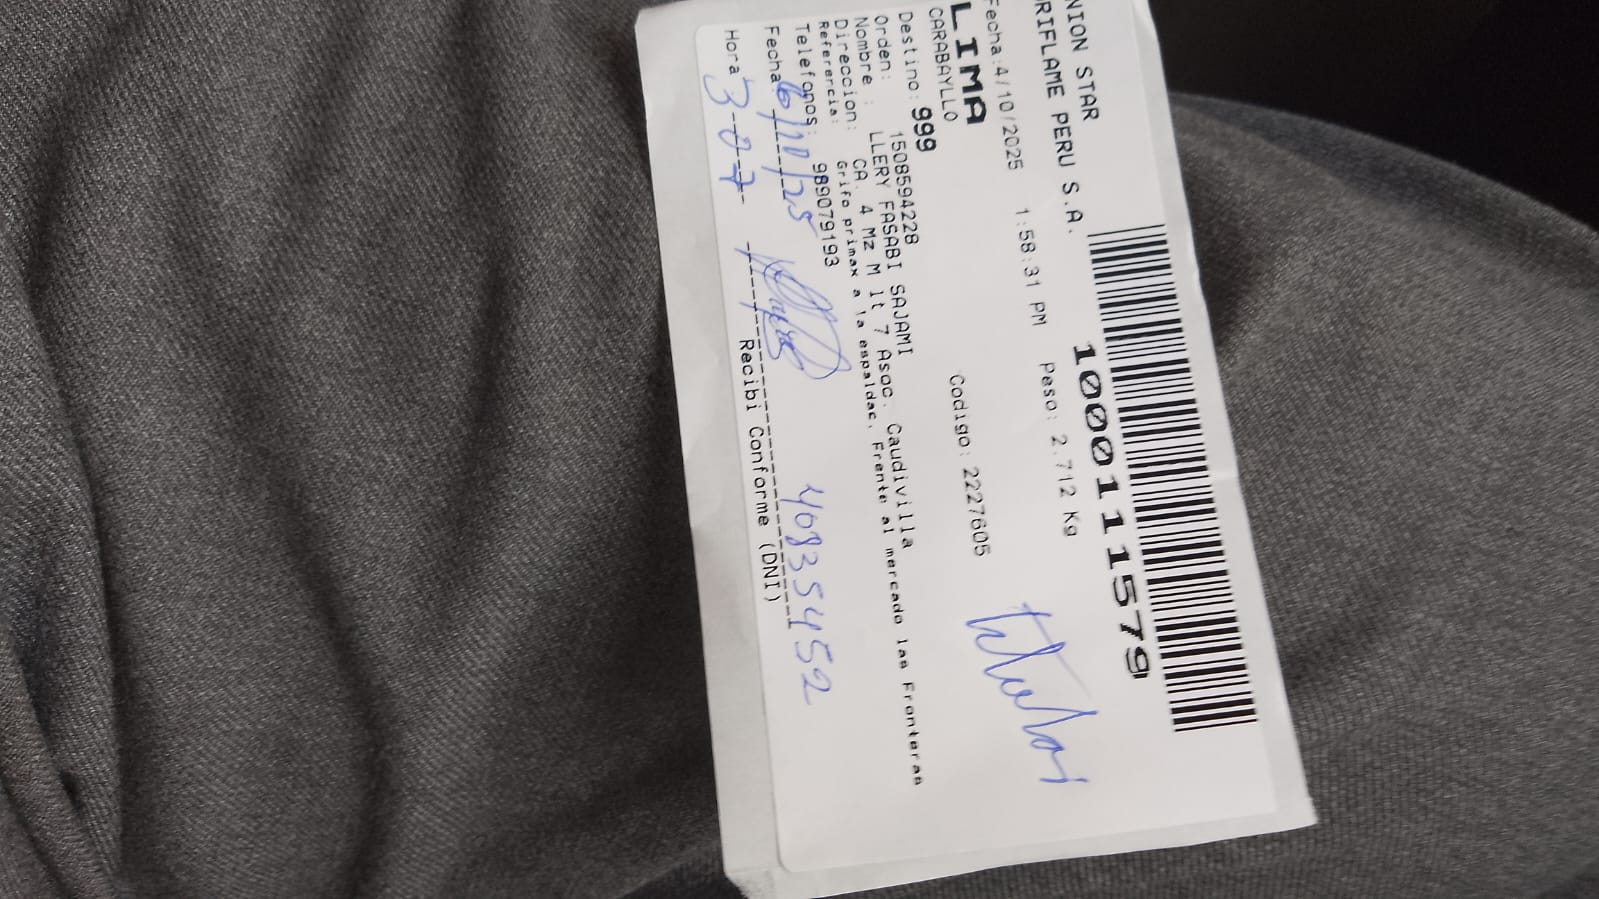 NION STAR
RIFLAME PERU S.A.
1000111579
Fecha:4/10/2025 1:58:31 PM Peso: 2.712 Kg
LIMA
CARABAYLLO
Destino: 999 Codigo: 2227605
Orden: 1508594228
Nombre : LLERY FASABI SAJAMI
Direccion: CA. 4 Mz M lt 7 Asoc. Caudivilla
Referencia: Grifo primax a la espaldac. Frente al mercado las Fronteras
Telefonos: 989079193
Fecha 6/10/25 40835452
Hora 3-07 Recibi Conforme (DNI)